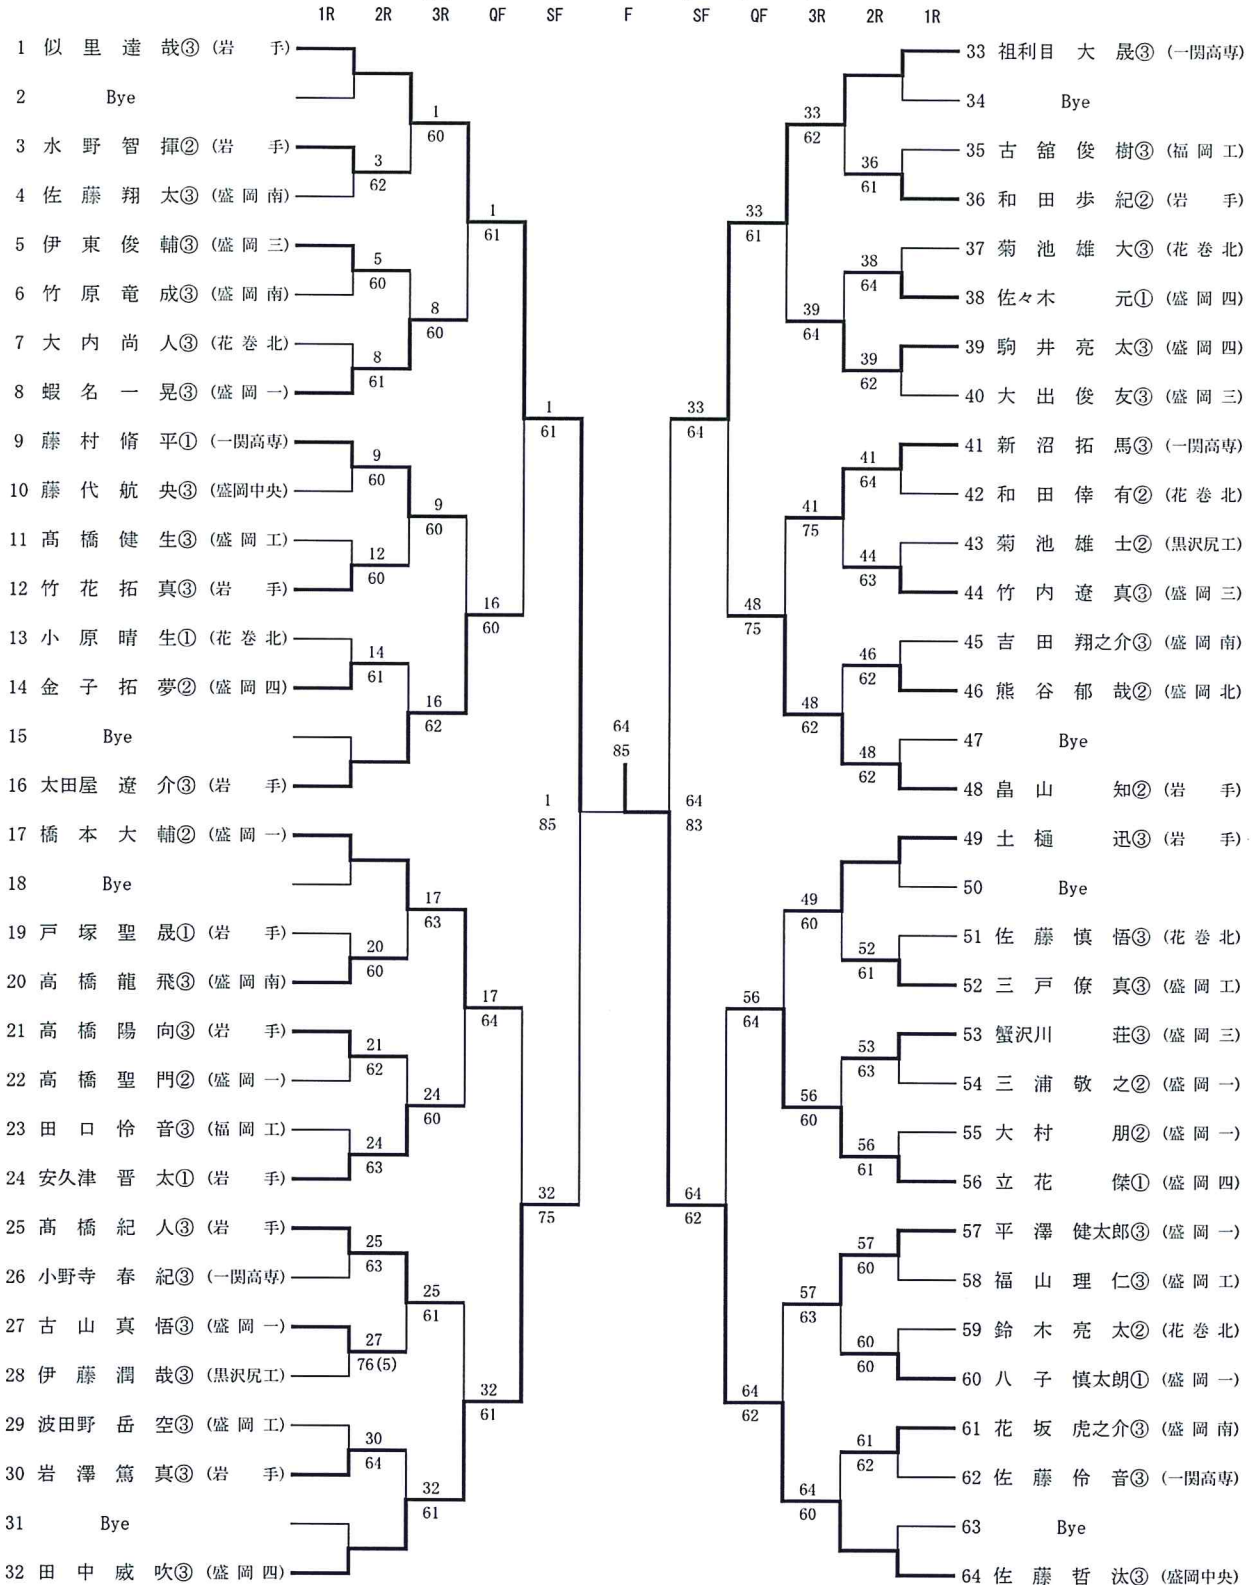 1R 2R 3R QF SF F SF QF 3R 2R 1R
1 似里達哉③ (岩手)
2 Bye
3 水野智揮② (岩手)
4 佐藤翔太③ (盛岡南)
5 伊東俊輔③ (盛岡三)
6 竹原竜成③ (盛岡南)
7 大内尚人③ (花巻北)
8 蝦名一晃③ (盛岡一)
9 藤村脩平① (一関高専)
10 藤代航央③ (盛岡中央)
11 髙橋健生③ (盛岡工)
12 竹花拓真③ (岩手)
13 小原晴生① (花巻北)
14 金子拓夢② (盛岡四)
15 Bye
16 太田屋遼介③ (岩手)
17 橋本大輔② (盛岡一)
18 Bye
19 戸塚聖晟① (岩手)
20 高橋龍飛③ (盛岡南)
21 高橋陽向③ (岩手)
22 高橋聖門② (盛岡一)
23 田口怜音③ (福岡工)
24 安久津晋太① (岩手)
25 髙橋紀人③ (岩手)
26 小野寺春紀③ (一関高専)
27 古山真悟③ (盛岡一)
28 伊藤潤哉③ (黒沢尻工)
29 波田野岳空③ (盛岡工)
30 岩澤篤真③ (岩手)
31 Bye
32 田中威吹③ (盛岡四)
3
62
5
60
8
61
9
60
12
60
14
61
20
60
21
62
24
63
25
63
27
76(5)
30
64
1
60
8
60
9
60
16
62
17
63
24
60
25
61
32
61
1
61
16
60
17
64
32
61
1
61
32
75
1
85
64
85
64
83
33
64
64
62
33
61
48
75
56
64
64
62
33
62
39
64
41
75
48
62
49
60
56
60
57
63
64
60
36
61
38
64
39
62
41
64
44
63
46
62
48
62
52
61
53
63
56
61
57
60
60
60
61
62
33 祖利目大晟③ (一関高専)
34 Bye
35 古舘俊樹③ (福岡工)
36 和田歩紀② (岩手)
37 菊池雄大③ (花巻北)
38 佐々木元① (盛岡四)
39 駒井亮太③ (盛岡四)
40 大出俊友③ (盛岡三)
41 新沼拓馬③ (一関高専)
42 和田倖有② (花巻北)
43 菊池雄士② (黒沢尻工)
44 竹内遼真③ (盛岡三)
45 吉田翔之介③ (盛岡南)
46 熊谷郁哉② (盛岡北)
47 Bye
48 畠山知② (岩手)
49 土樋迅③ (岩手)
50 Bye
51 佐藤慎悟③ (花巻北)
52 三戸僚真③ (盛岡工)
53 蟹沢川荘③ (盛岡三)
54 三浦敬之② (盛岡一)
55 大村朋② (盛岡一)
56 立花傑① (盛岡四)
57 平澤健太郎③ (盛岡一)
58 福山理仁③ (盛岡工)
59 鈴木亮太② (花巻北)
60 八子慎太朗① (盛岡一)
61 花坂虎之介③ (盛岡南)
62 佐藤伶音③ (一関高専)
63 Bye
64 佐藤哲汰③ (盛岡中央)